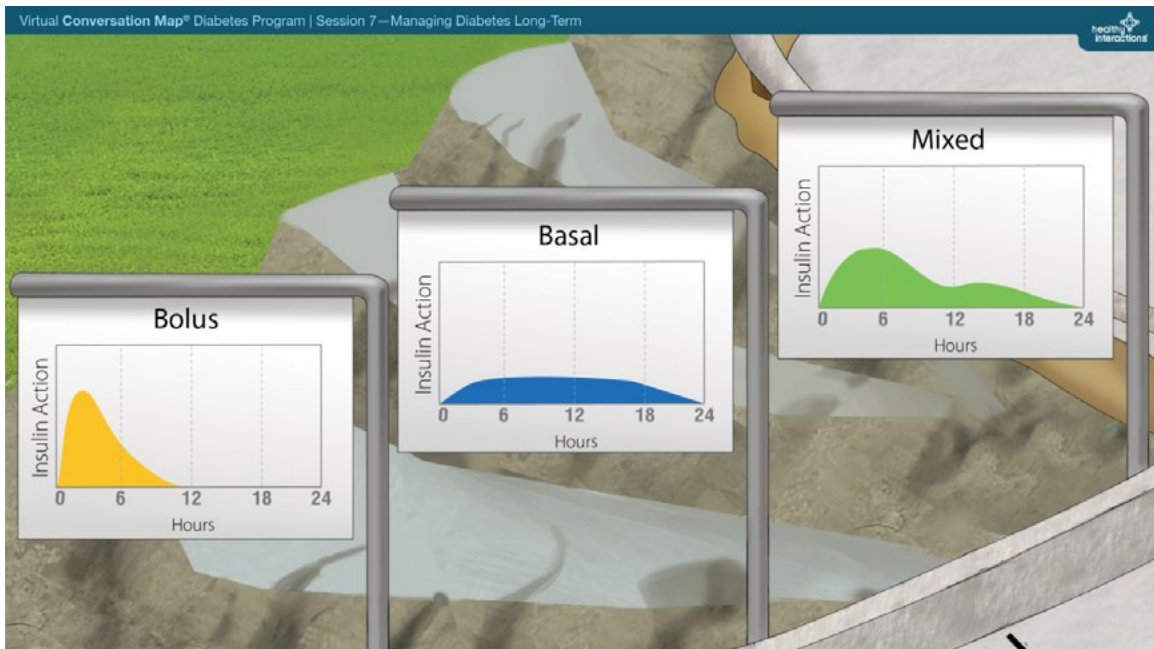 Virtual Conversation Map® Diabetes Program | Session 7—Managing Diabetes Long-Term
healthy
interactions
Bolus
Insulin Action
0 6 12 18 24
Hours
Basal
Insulin Action
0 6 12 18 24
Hours
Mixed
Insulin Action
0 6 12 18 24
Hours